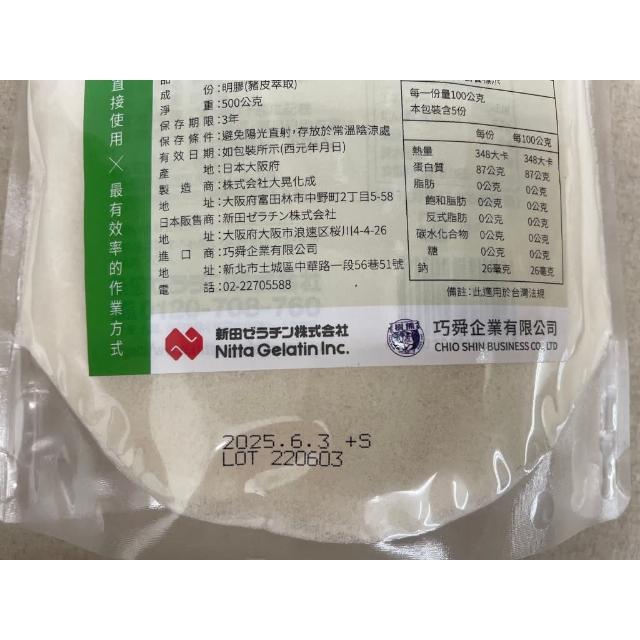 直接使用 × 最有效率的作業方式
成　　份:明膠(豬皮萃取)
淨　　重:500公克
保存期限:3年
保存條件:避免陽光直射,存放於常溫陰涼處
有效日期:如包裝所示(西元年月日)
產　　地:日本大阪府
製 造 商:株式會社大晃化成
地　　址:大阪府富田林市中野町2丁目5-58
日本販售商:新田ゼラチン株式会社
地　　址:大阪府大阪市浪速区桜川4-4-26
進 口 商:巧舜企業有限公司
地　　址:新北市土城區中華路一段56巷51號
電　　話:02-22705588
每一份量100公克
本包裝含5份
每份 每100公克
熱量 348大卡 348大卡
蛋白質 87公克 87公克
脂肪 0公克 0公克
飽和脂肪 0公克 0公克
反式脂肪 0公克 0公克
碳水化合物 0公克 0公克
糖 0公克 0公克
鈉 26毫克 26毫克
備註:此適用於台灣法規
新田ゼラチン株式會社
Nitta Gelatin Inc.
巧舜企業有限公司
CHIO SHIN BUSINESS CO., LTD
2025.6.3 +S
LOT 220603